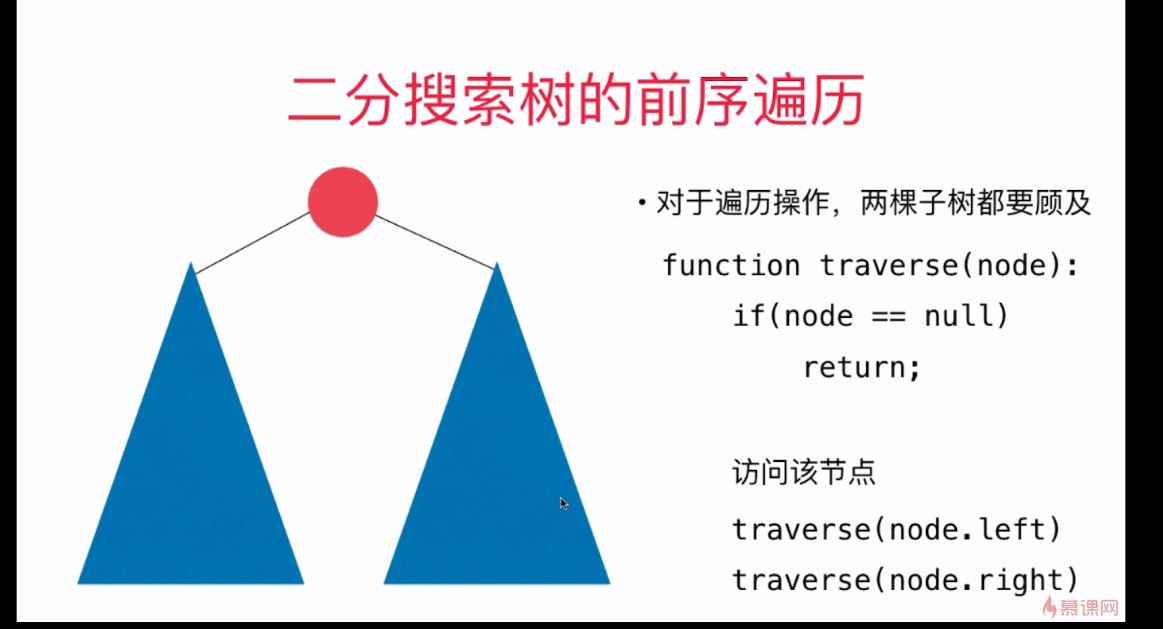 二分搜索树的前序遍历
• 对于遍历操作，两棵子树都要顾及
function traverse(node):
if(node == null)
return;
访问该节点
traverse(node.left)
traverse(node.right)
慕课网